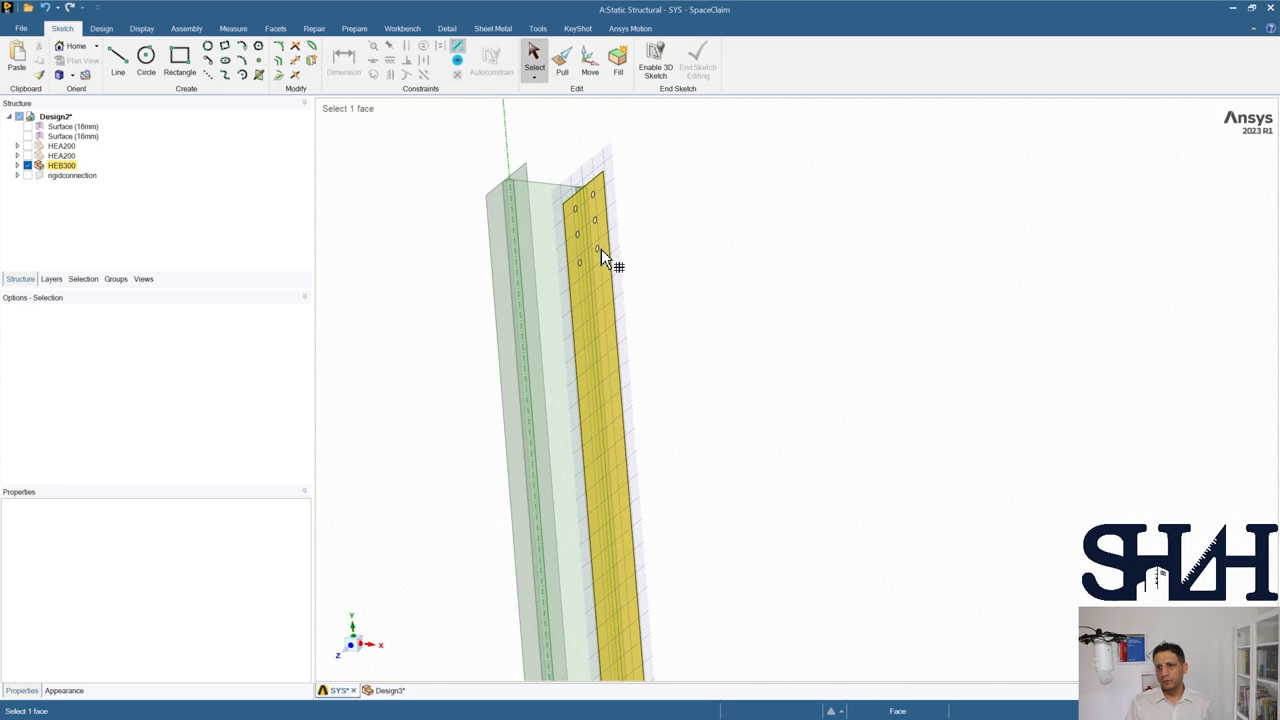 A:Static Structural - SYS - SpaceClaim
File Sketch Design Display Assembly Measure Facets Repair Prepare Workbench Detail Sheet Metal Tools KeyShot Ansys Motion
Paste
Home
Plan View
Line
Circle
Rectangle
Dimension
Autoconstrain
Select
Pull
Move
Fill
Enable 3D Sketch
End Sketch Editing
Clipboard Orient Create Modify Constraints Edit End Sketch
Structure
Design2*
Surface (16mm)
Surface (16mm)
HEA200
HEA200
HEB300
rigidconnection
Structure Layers Selection Groups Views
Options - Selection
Properties
Properties Appearance
Select 1 face
Ansys
2023 R1
Y
X
Z
SYS*
Design3*
Select 1 face
Face